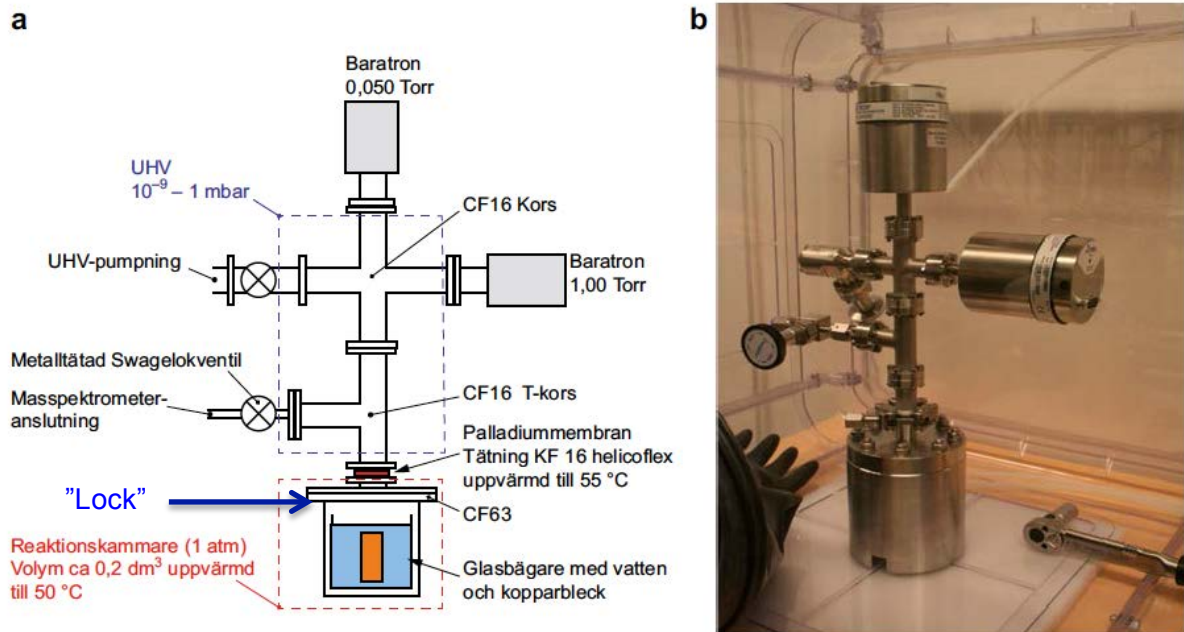 a
b
Baratron
0,050 Torr
UHV
10⁻⁹ – 1 mbar
CF16 Kors
UHV-pumpning
Baratron
1,00 Torr
Metalltätad Swagelokventil
Masspektrometer-
anslutning
CF16 T-kors
Palladiummembran
Tätning KF 16 helicoflex
uppvärmd till 55 °C
"Lock"
CF63
Reaktionskammare (1 atm)
Volym ca 0,2 dm³ uppvärmd
till 50 °C
Glasbägare med vatten
och kopparbleck